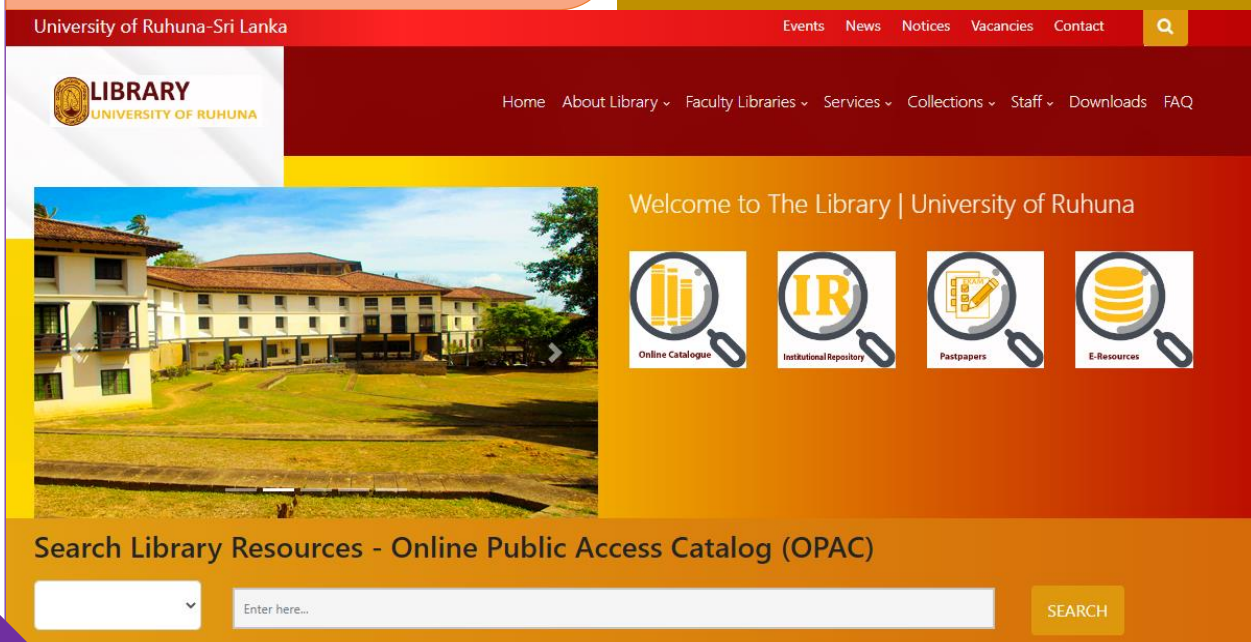 University of Ruhuna-Sri Lanka
Events News Notices Vacancies Contact
LIBRARY
UNIVERSITY OF RUHUNA
Home About Library Faculty Libraries Services Collections Staff Downloads FAQ
Welcome to The Library | University of Ruhuna
IR
EXAM
Online Catalogue
Institutional Repository
Pastpapers
E-Resources
Search Library Resources - Online Public Access Catalog (OPAC)
Enter here...
SEARCH